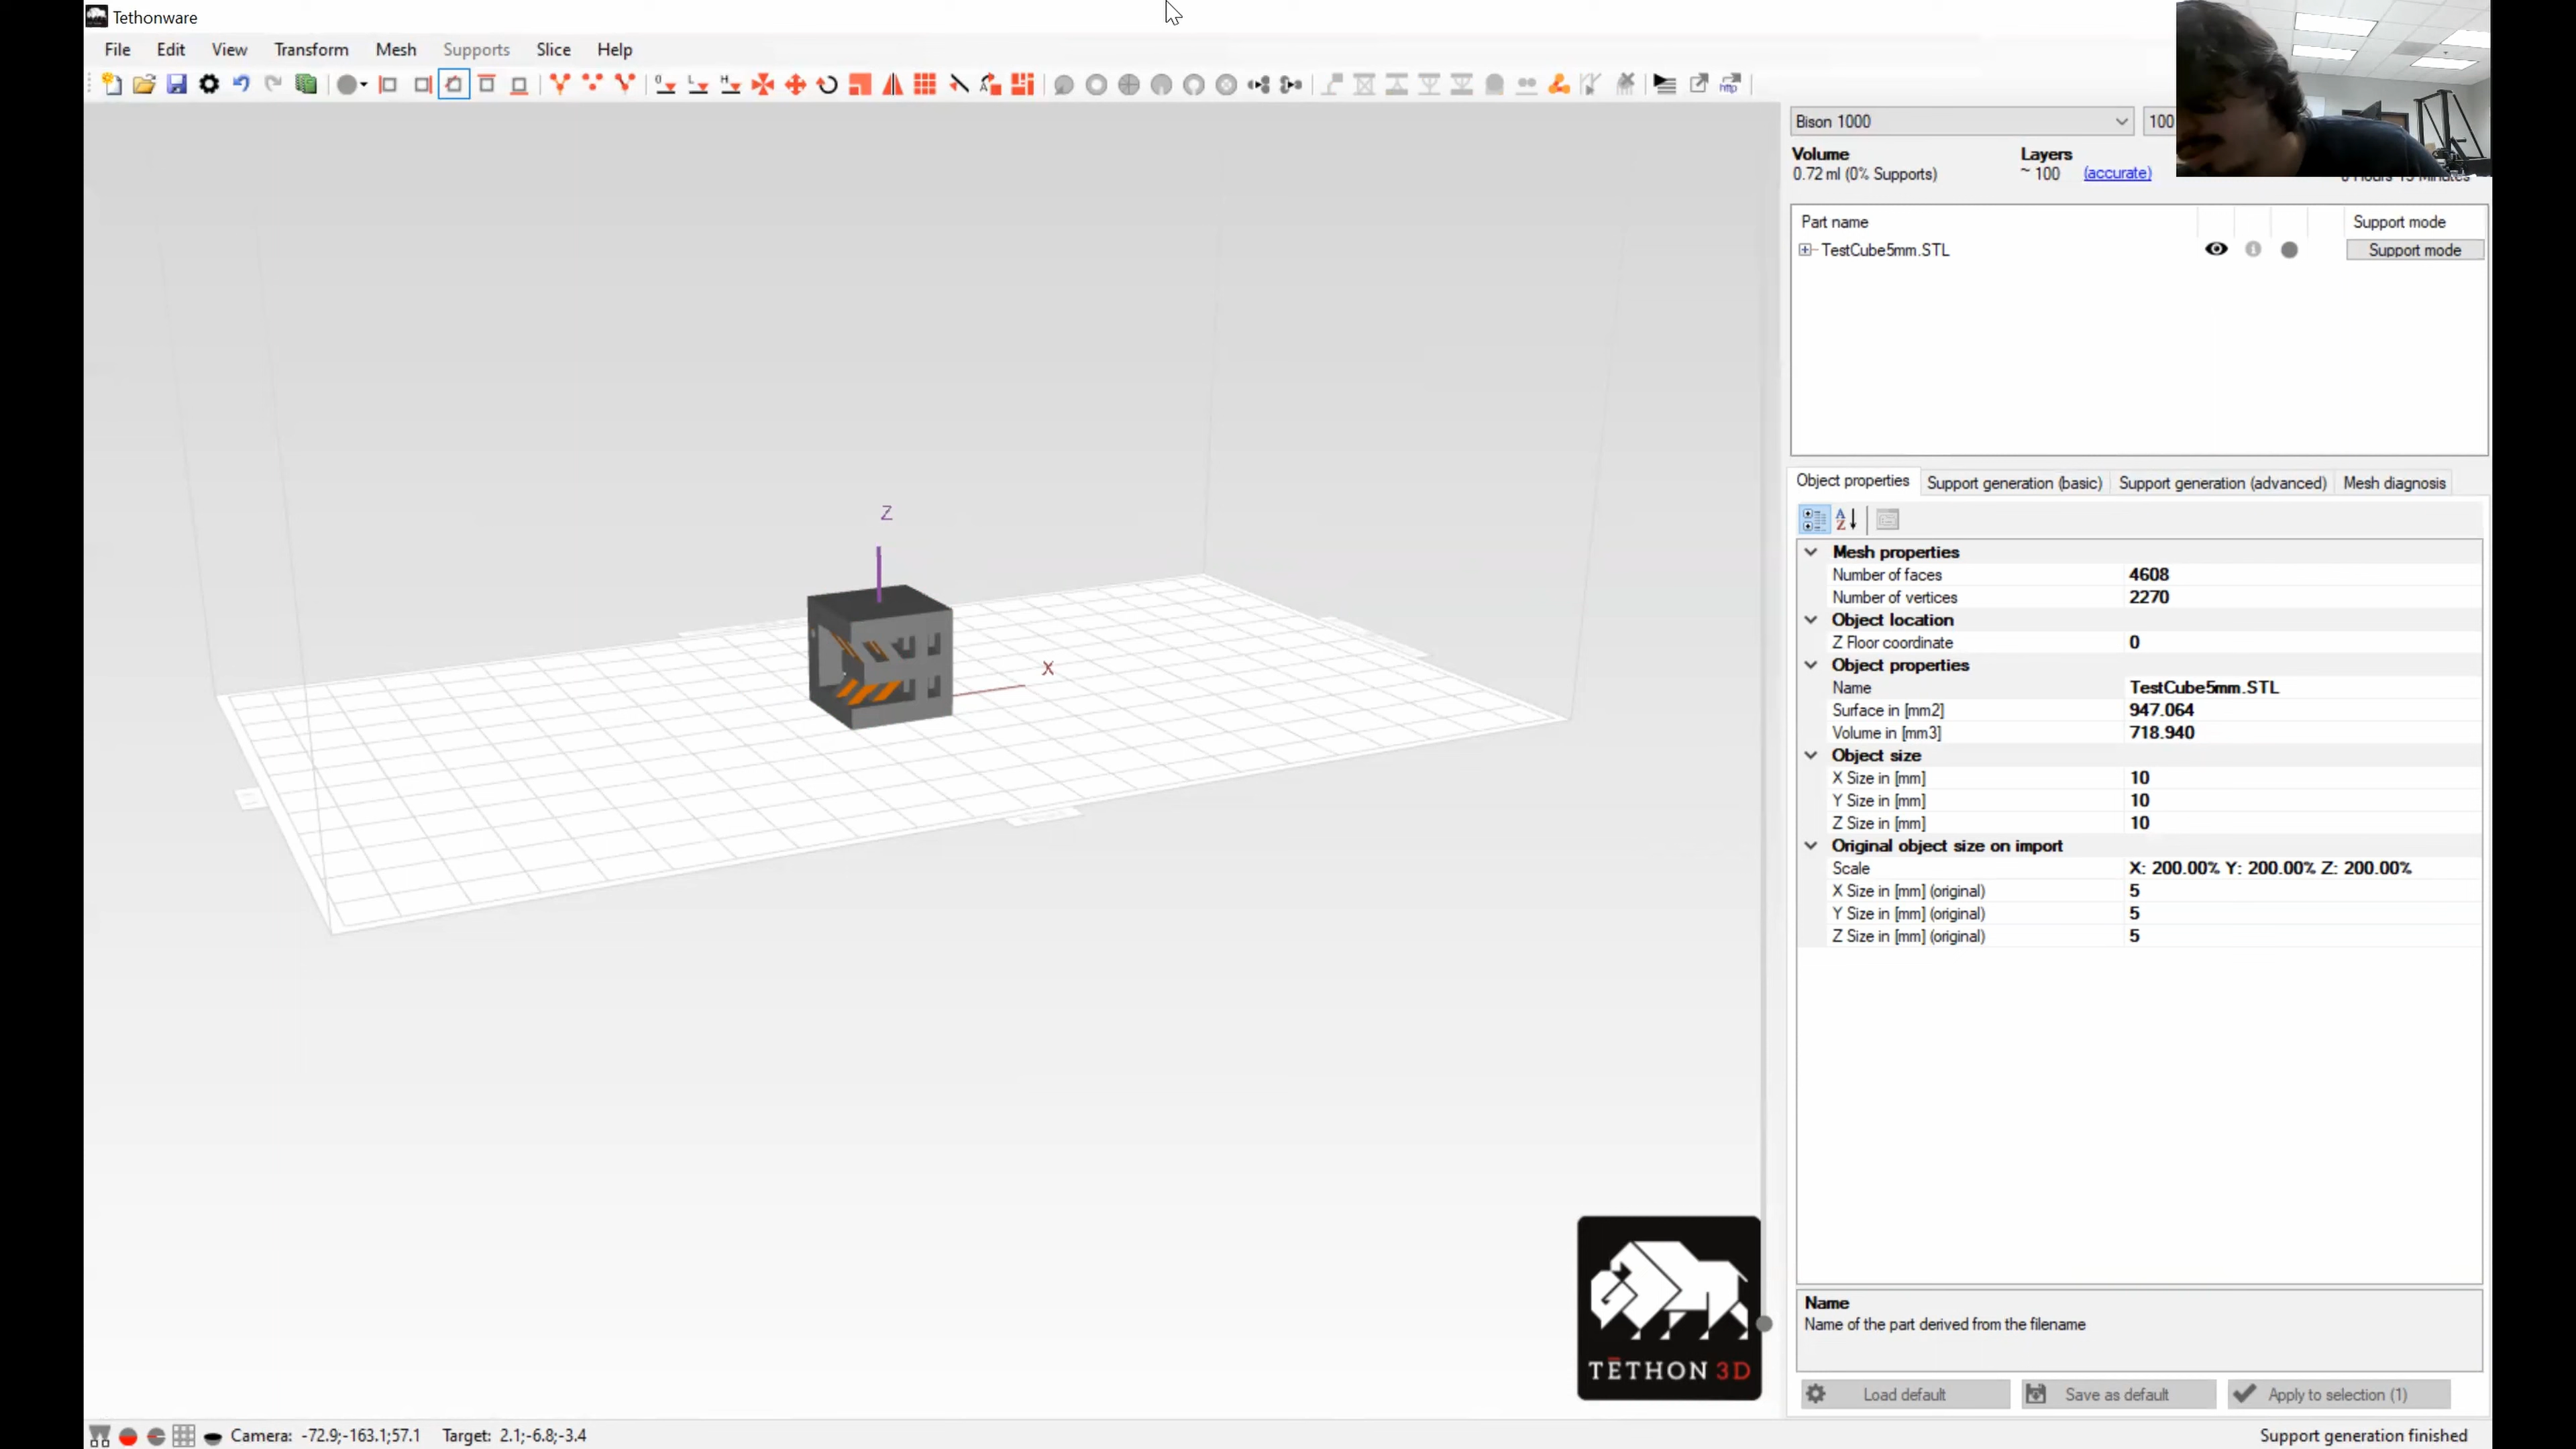 Tethonware
File Edit View Transform Mesh Supports Slice Help
http
Bison 1000
100
Volume
0.72 ml (0% Supports)
Layers
~ 100 (accurate)
Part name
Support mode
TestCube5mm.STL
Support mode
Z
X
Object properties
Support generation (basic)
Support generation (advanced)
Mesh diagnosis
Mesh properties
Number of faces 4608
Number of vertices 2270
Object location
Z Floor coordinate 0
Object properties
Name TestCube5mm.STL
Surface in [mm2] 947.064
Volume in [mm3] 718.940
Object size
X Size in [mm] 10
Y Size in [mm] 10
Z Size in [mm] 10
Original object size on import
Scale X: 200.00% Y: 200.00% Z: 200.00%
X Size in [mm] (original) 5
Y Size in [mm] (original) 5
Z Size in [mm] (original) 5
TĒTHON 3D
Name
Name of the part derived from the filename
Load default
Save as default
Apply to selection (1)
Camera: -72.9;-163.1;57.1 Target: 2.1;-6.8;-3.4
Support generation finished